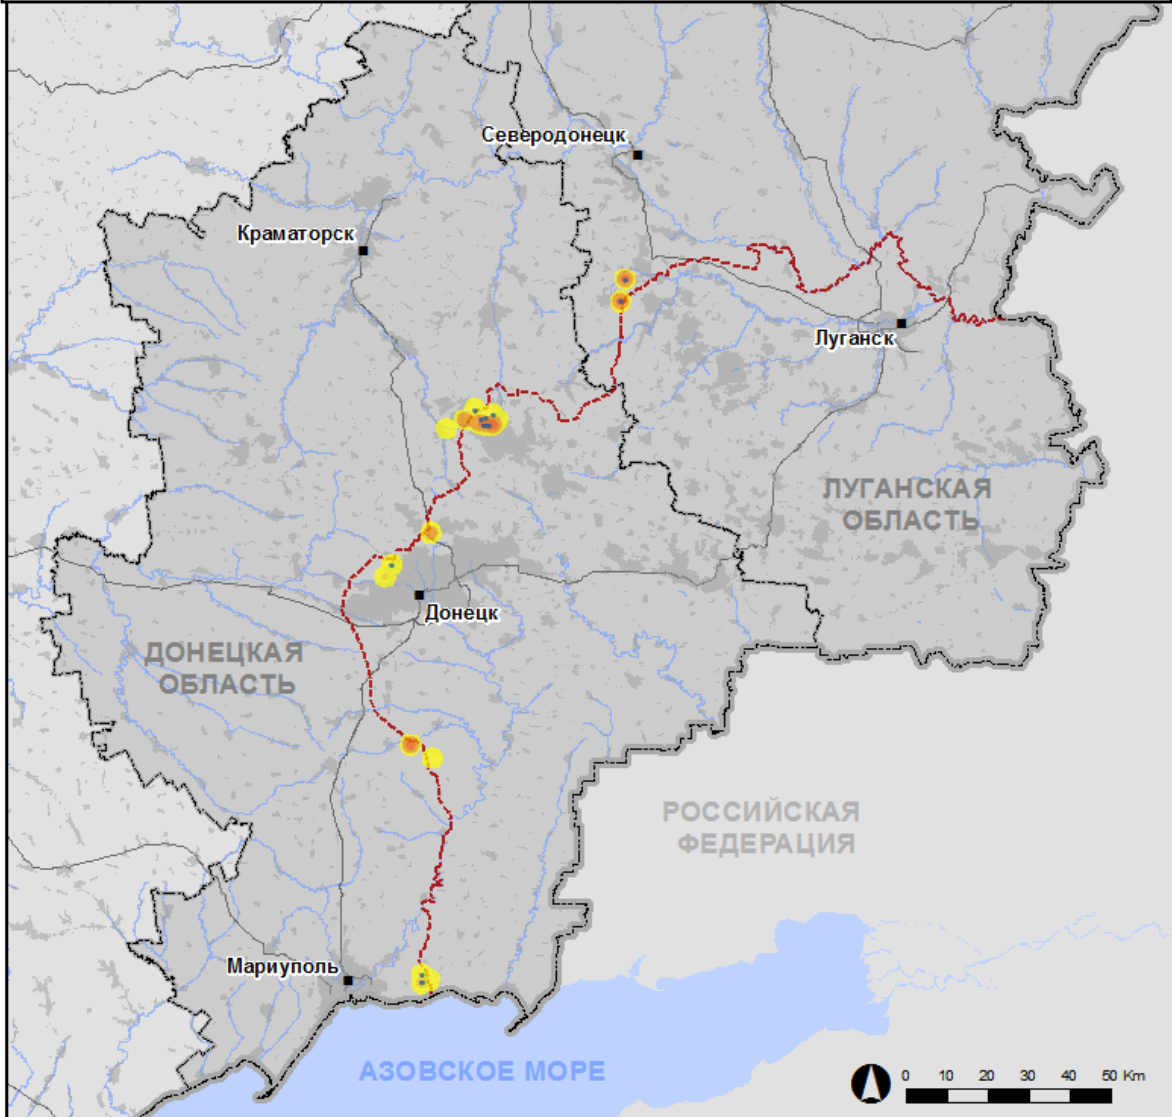 Северодонецк
Краматорск
Луганск
ЛУГАНСКАЯ
ОБЛАСТЬ
Донецк
ДОНЕЦКАЯ
ОБЛАСТЬ
РОССИЙСКАЯ
ФЕДЕРАЦИЯ
Мариуполь
АЗОВСКОЕ МОРЕ
0 10 20 30 40 50 Km